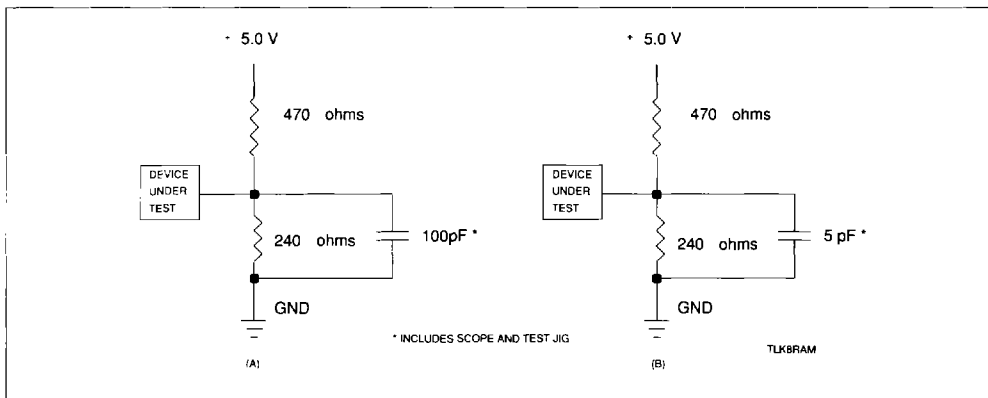 + 5.0 V
470 ohms
DEVICE
UNDER
TEST
240 ohms
100pF *
GND
(A)
+ 5.0 V
470 ohms
DEVICE
UNDER
TEST
240 ohms
5 pF *
GND
(B)
* INCLUDES SCOPE AND TEST JIG
TLK8RAM